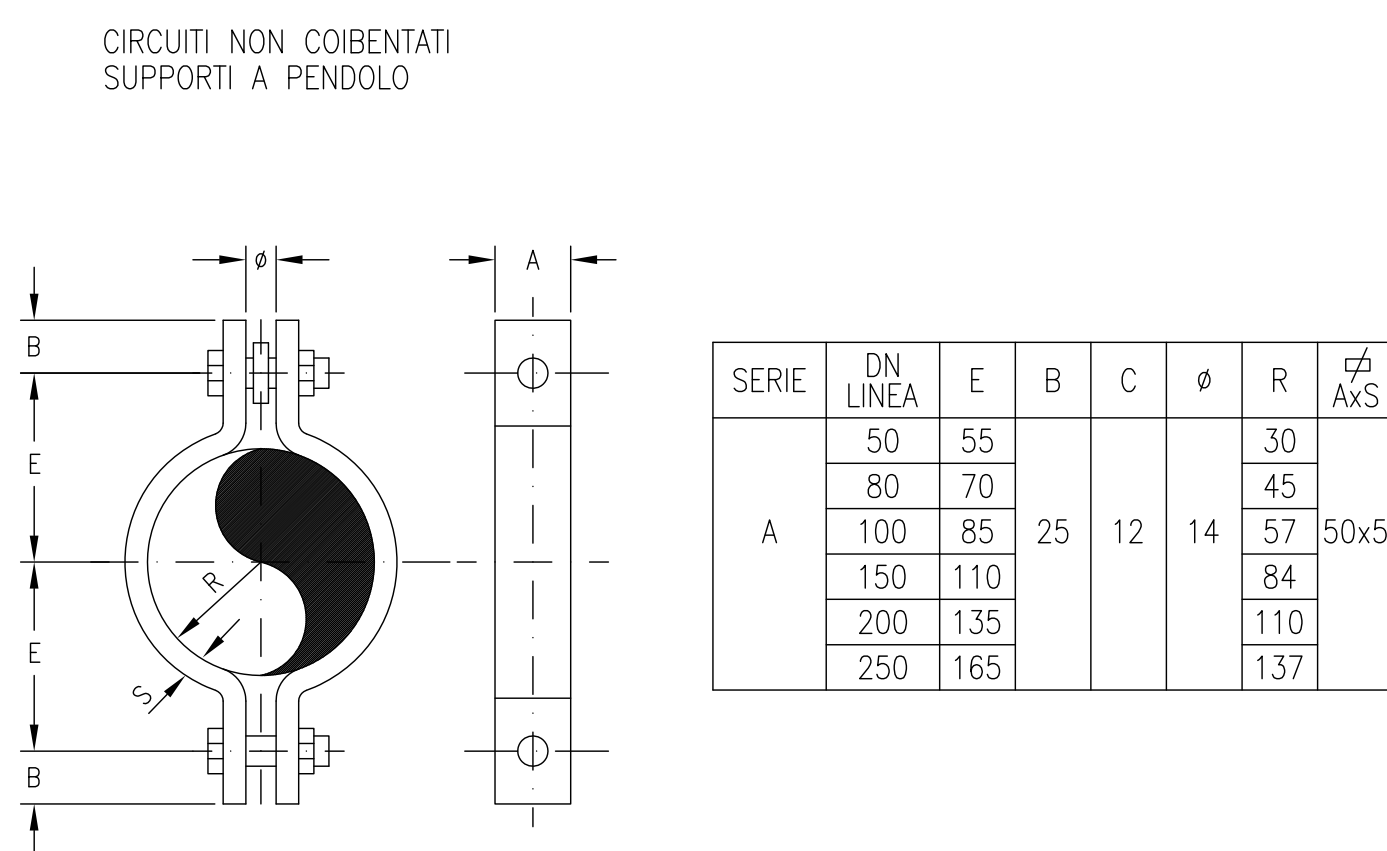 CIRCUITI NON COIBENTATI
SUPPORTI A PENDOLO
ø
A
B
E
R
E
S
B
SERIE DN LINEA E B C ø R AxS
50 55 30
80 70 45
A 100 85 25 12 14 57 50x5
150 110 84
200 135 110
250 165 137